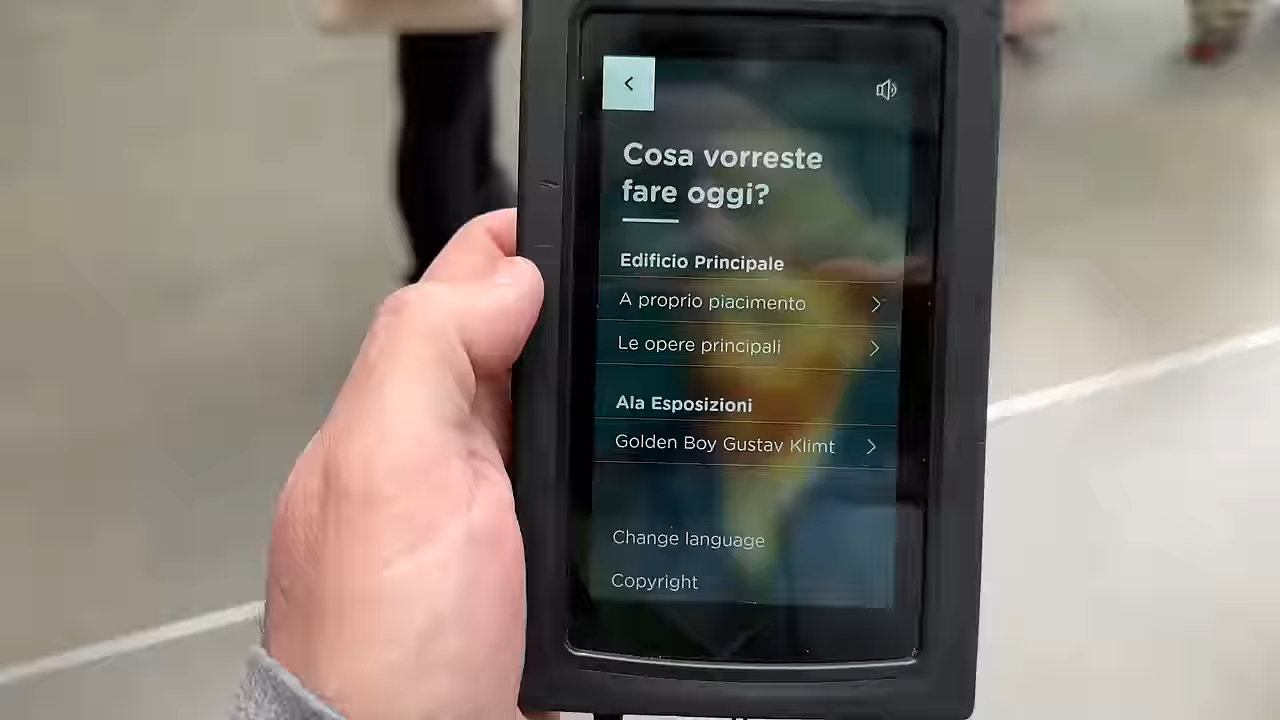 Cosa vorreste
fare oggi?
Edificio Principale
A proprio piacimento
Le opere principali
Ala Esposizioni
Golden Boy Gustav Klimt
Change language
Copyright